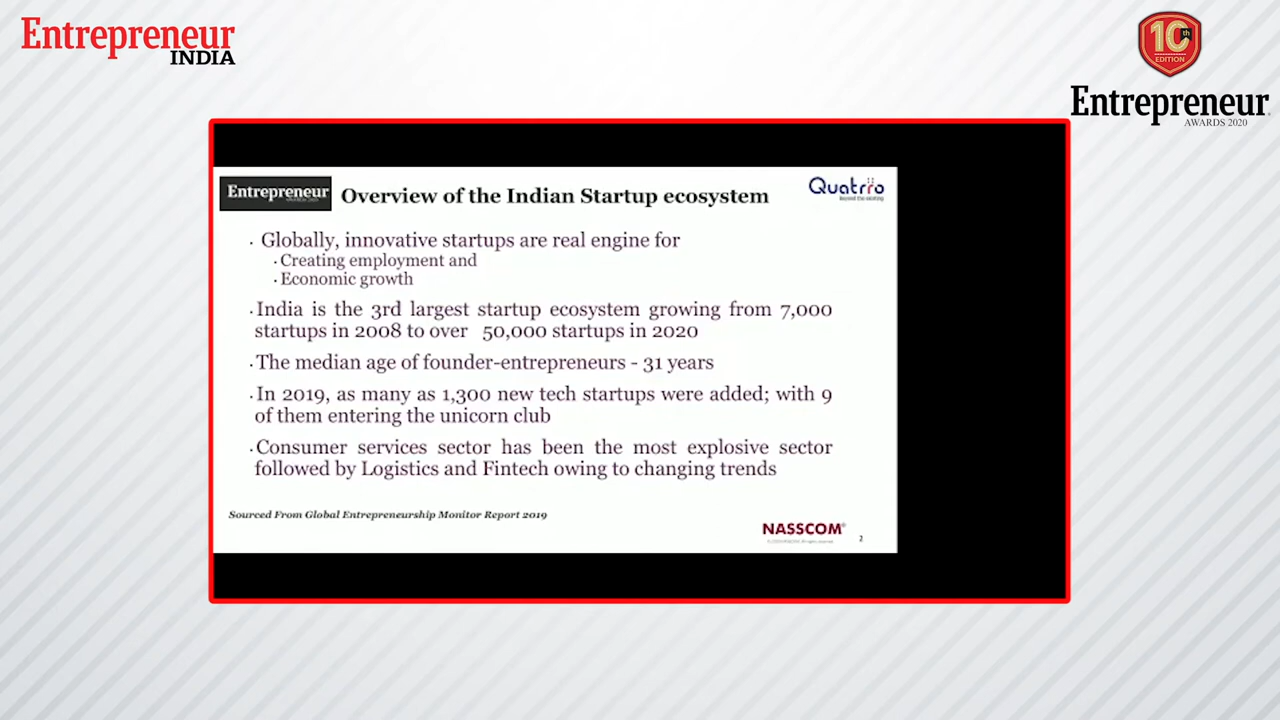 Entrepreneur
INDIA
10th
EDITION
Entrepreneur
AWARDS 2020
Entrepreneur
Overview of the Indian Startup ecosystem
Quatrro
Beyond the existing
· Globally, innovative startups are real engine for
· Creating employment and
· Economic growth
· India is the 3rd largest startup ecosystem growing from 7,000
startups in 2008 to over 50,000 startups in 2020
· The median age of founder-entrepreneurs - 31 years
· In 2019, as many as 1,300 new tech startups were added; with 9
of them entering the unicorn club
· Consumer services sector has been the most explosive sector
followed by Logistics and Fintech owing to changing trends
Sourced From Global Entrepreneurship Monitor Report 2019
NASSCOM®
2